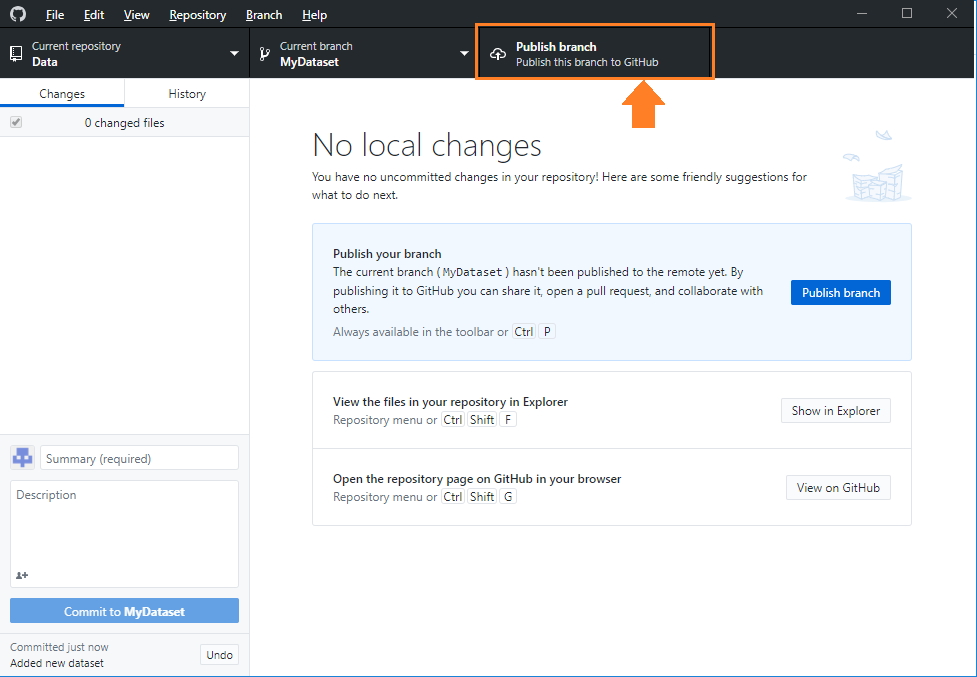 File Edit View Repository Branch Help
Current repository
Data
Current branch
MyDataset
Publish branch
Publish this branch to GitHub
Changes History
0 changed files
No local changes
You have no uncommitted changes in your repository! Here are some friendly suggestions for
what to do next.
Publish your branch
The current branch (MyDataset) hasn't been published to the remote yet. By
publishing it to GitHub you can share it, open a pull request, and collaborate with
others.
Always available in the toolbar or Ctrl P
Publish branch
View the files in your repository in Explorer
Repository menu or Ctrl Shift F
Show in Explorer
Open the repository page on GitHub in your browser
Repository menu or Ctrl Shift G
View on GitHub
Summary (required)
Description
Commit to MyDataset
Committed just now
Added new dataset
Undo